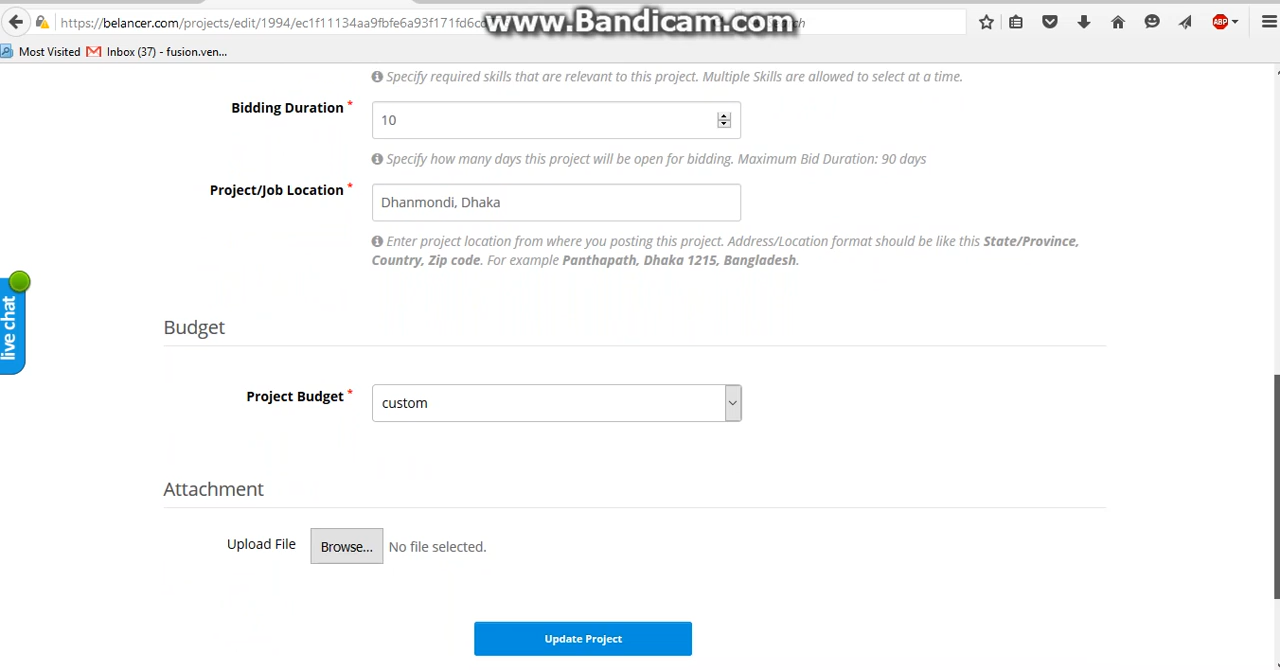 https://belancer.com/projects/edit/1994/ec1f11134aa9fbfe6a93f171fd6c
www.Bandicam.com
ABP
Most Visited Inbox (37) - fusion.ven...
Specify required skills that are relevant to this project. Multiple Skills are allowed to select at a time.
Bidding Duration *
10
Specify how many days this project will be open for bidding. Maximum Bid Duration: 90 days
Project/Job Location *
Dhanmondi, Dhaka
Enter project location from where you posting this project. Address/Location format should be like this State/Province,
Country, Zip code. For example Panthapath, Dhaka 1215, Bangladesh.
live chat
Budget
Project Budget *
custom
Attachment
Upload File Browse... No file selected.
Update Project